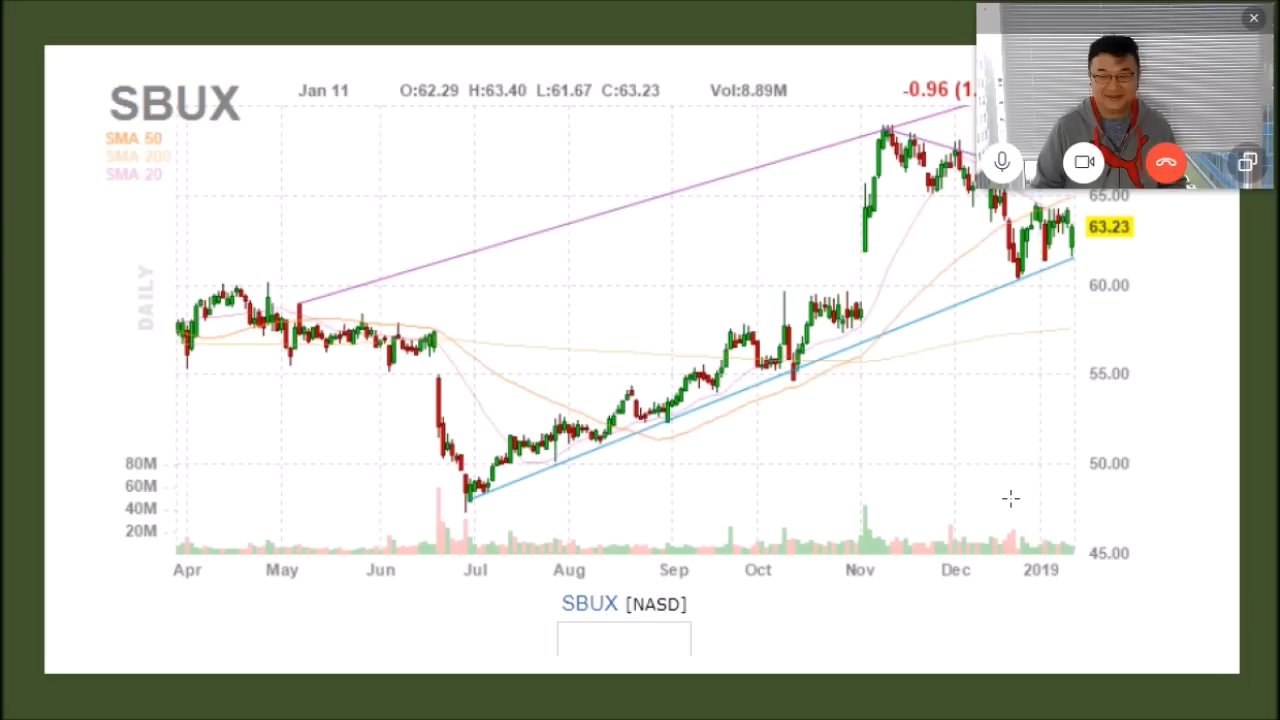 SBUX Jan 11 O:62.29 H:63.40 L:61.67 C:63.23 Vol:8.89M -0.96 (1.
SMA 50
SMA 200
SMA 20
DAILY
65.00
63.23
60.00
55.00
50.00
45.00
80M
60M
40M
20M
Apr May Jun Jul Aug Sep Oct Nov Dec 2019
SBUX [NASD]